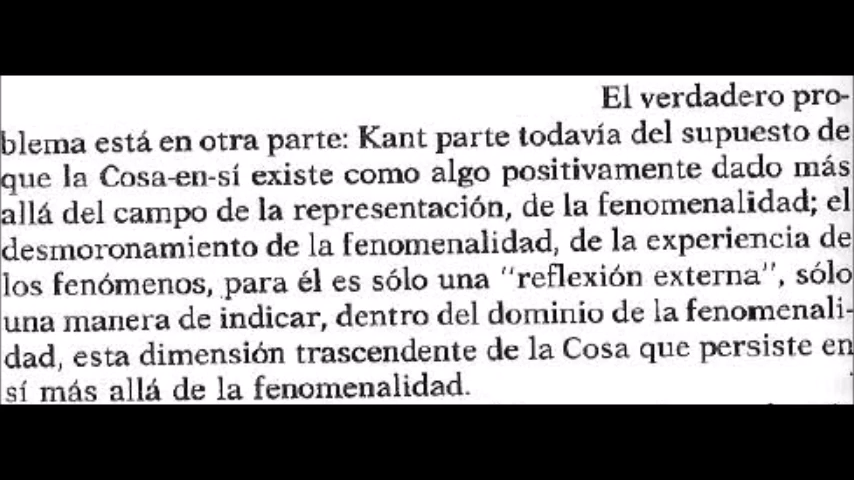 El verdadero pro-
blema está en otra parte: Kant parte todavía del supuesto de
que la Cosa-en-sí existe como algo positivamente dado más
allá del campo de la representación, de la fenomenalidad; el
desmoronamiento de la fenomenalidad, de la experiencia de
los fenómenos, para él es sólo una "reflexión externa", sólo
una manera de indicar, dentro del dominio de la fenomenali-
dad, esta dimensión trascendente de la Cosa que persiste en
sí más allá de la fenomenalidad.